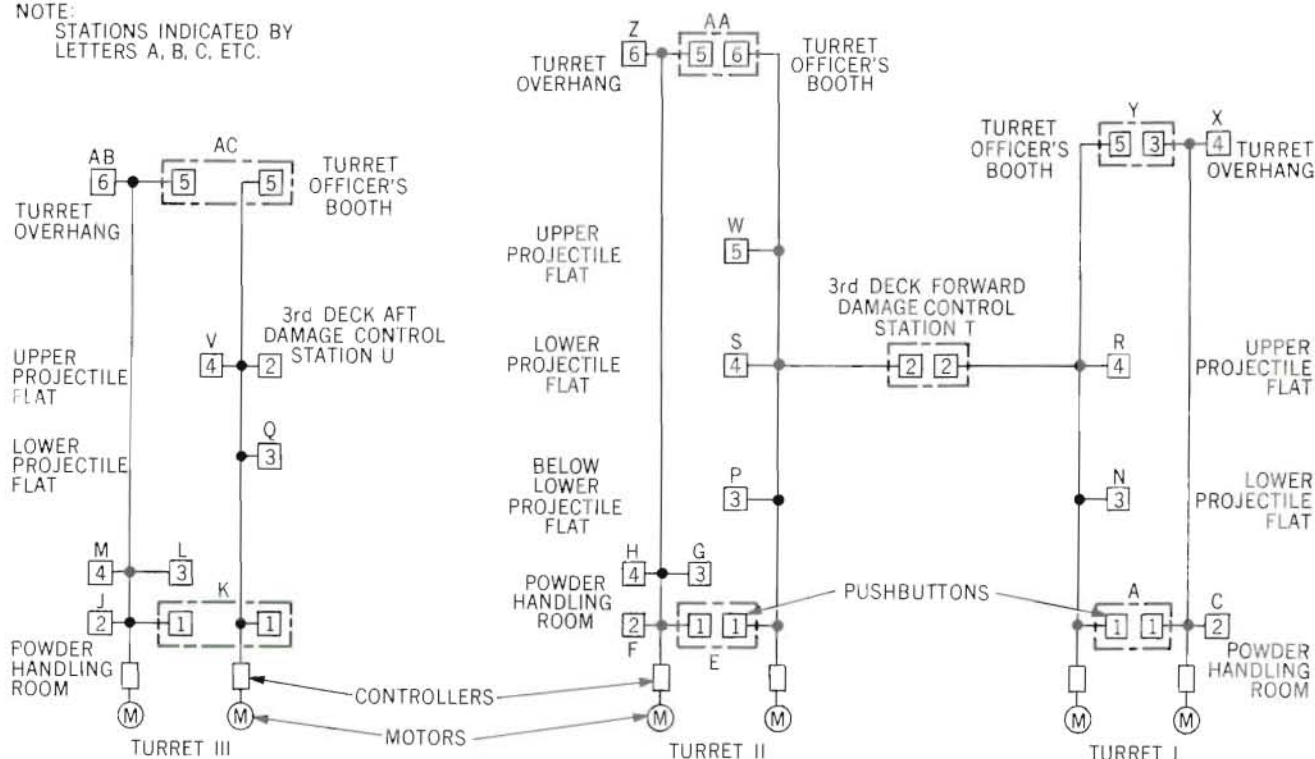 NOTE:
STATIONS INDICATED BY
LETTERS A, B, C, ETC.
Z
6
AA
5 6
TURRET
OVERHANG
TURRET
OFFICER'S
BOOTH
AB
6
AC
5 5
TURRET
OVERHANG
TURRET
OFFICER'S
BOOTH
TURRET
OFFICER'S
BOOTH
Y
5 3
X
4
TURRET
OVERHANG
UPPER
PROJECTILE
FLAT
W
5
3rd DECK AFT
DAMAGE CONTROL
STATION U
V
4 2
UPPER
PROJECTILE
FLAT
LOWER
PROJECTILE
FLAT
S
4
3rd DECK FORWARD
DAMAGE CONTROL
STATION T
2 2
R
4
UPPER
PROJECTILE
FLAT
LOWER
PROJECTILE
FLAT
Q
3
BELOW
LOWER
PROJECTILE
FLAT
P
3
N
3
LOWER
PROJECTILE
FLAT
M
4
L
3
J
2
K
1 1
POWDER
HANDLING
ROOM
H
4
G
3
POWDER
HANDLING
ROOM
2
F
1 1
E
PUSHBUTTONS
A
1 1
C
2
POWDER
HANDLING
ROOM
CONTROLLERS
MOTORS
M M M M M M
TURRET III
TURRET II
TURRET I